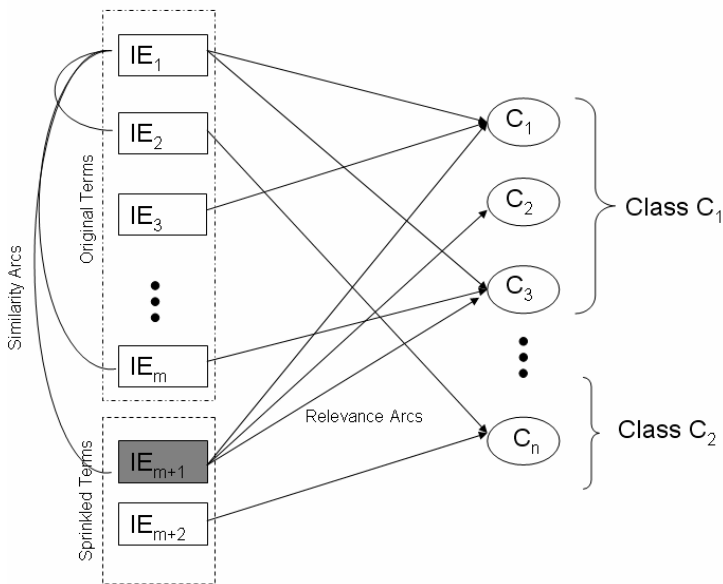 Original Terms
IE₁
IE₂
IE₃
IEₘ
Similarity Arcs
Sprinkled Terms
IEₘ₊₁
IEₘ₊₂
Relevance Arcs
C₁
C₂
C₃
Cₙ
Class C₁
Class C₂